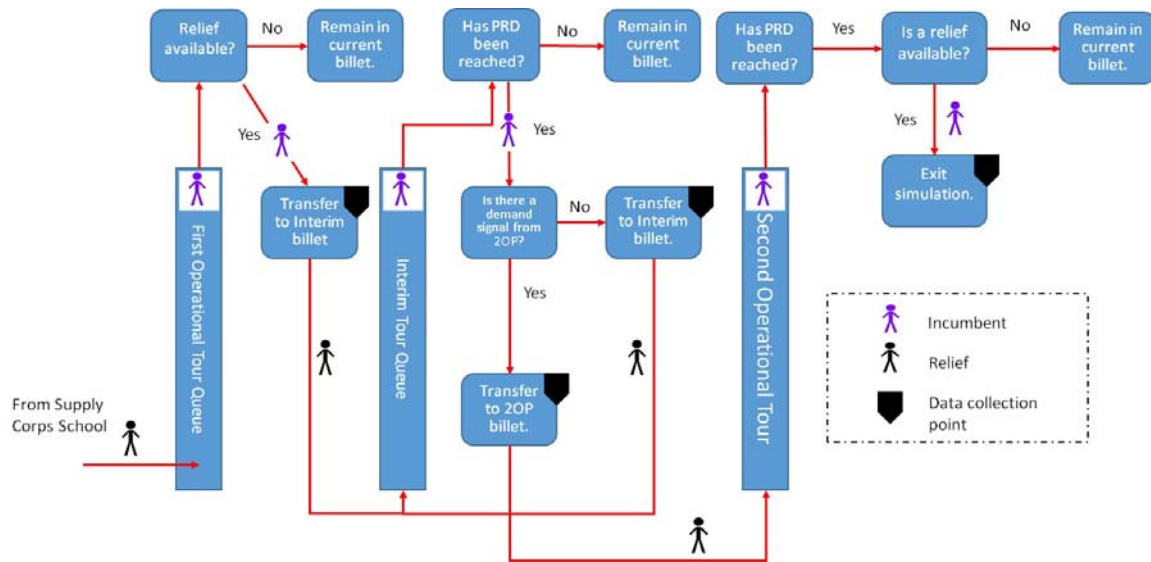 Relief
available?
No
Remain in
current
billet.
Yes
Transfer
to Interim
billet
First Operational Tour Queue
From Supply
Corps School
Has PRD
been
reached?
No
Remain in
current
billet.
Yes
Is there a
demand
signal from
2OP?
No
Transfer
to Interim
billet.
Yes
Transfer
to 2OP
billet.
Interim Tour Queue
Has PRD
been
reached?
Yes
Is a relief
available?
No
Remain in
current
billet.
Yes
Exit
simulation.
Second Operational Tour
Incumbent
Relief
Data collection
point